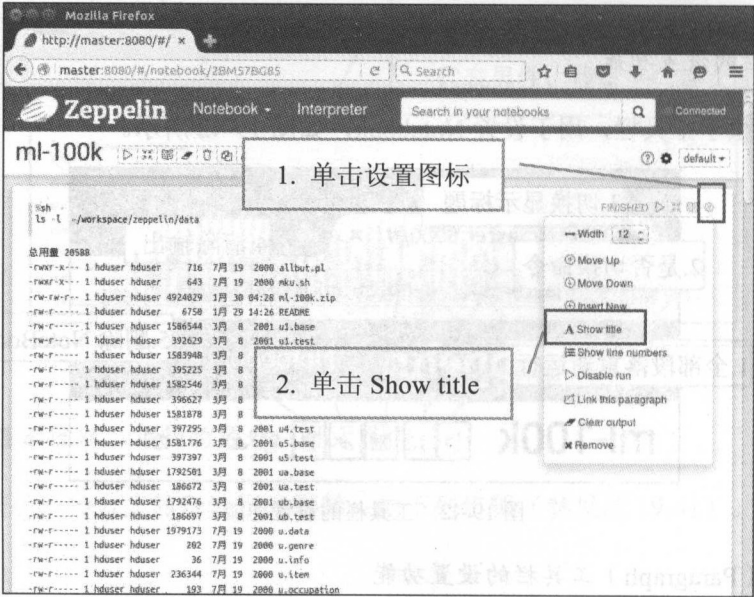 Mozilla Firefox
http://master:8080/#/ ×
master:8080/#/notebook/2BM57BG85
Search
Zeppelin Notebook Interpreter Search in your notebooks Connected
ml-100k default
1. 单击设置图标
%sh
ls -l ~/workspace/zeppelin/data
FINISHED
Width 12
Move Up
Move Down
Insert New
A Show title
Show line numbers
Disable run
Link this paragraph
Clear output
Remove
2. 单击 Show title
总用量 20588
-rwxr-x--- 1 hduser hduser 716 7月 19 2000 allbut.pl
-rwxr-x--- 1 hduser hduser 643 7月 19 2000 mku.sh
-rw-rw-r-- 1 hduser hduser 4924029 1月 30 04:28 ml-100k.zip
-rw-r----- 1 hduser hduser 6750 1月 29 14:26 README
-rw-r----- 1 hduser hduser 1586544 3月 8 2001 u1.base
-rw-r----- 1 hduser hduser 392629 3月 8 2001 u1.test
-rw-r----- 1 hduser hduser 1583948 3月 8
-rw-r----- 1 hduser hduser 395225 3月
-rw-r----- 1 hduser hduser 1582546 3月
-rw-r----- 1 hduser hduser 396627 3月
-rw-r----- 1 hduser hduser 1581878 3月
-rw-r----- 1 hduser hduser 397295 3月 8 2001 u4.test
-rw-r----- 1 hduser hduser 1581776 3月 8 2001 u5.base
-rw-r----- 1 hduser hduser 397397 3月 8 2001 u5.test
-rw-r----- 1 hduser hduser 1792501 3月 8 2001 ua.base
-rw-r----- 1 hduser hduser 186672 3月 8 2001 ua.test
-rw-r----- 1 hduser hduser 1792476 3月 8 2001 ub.base
-rw-r----- 1 hduser hduser 186697 3月 8 2001 ub.test
-rw-r----- 1 hduser hduser 1979173 7月 19 2000 u.data
-rw-r----- 1 hduser hduser 202 7月 19 2000 u.genre
-rw-r----- 1 hduser hduser 36 7月 19 2000 u.info
-rw-r----- 1 hduser hduser 236344 7月 19 2000 u.item
-rw-r----- 1 hduser hduser 193 7月 19 2000 u.occupation